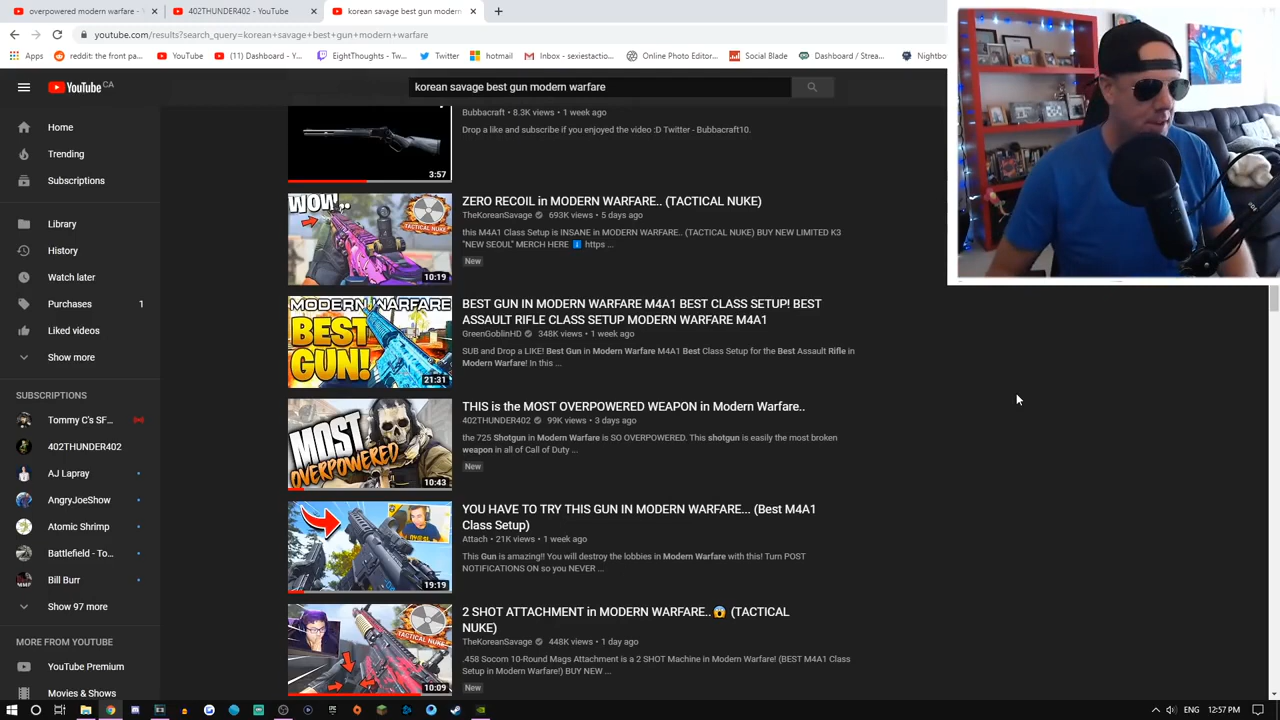 overpowered modern warfare -
402THUNDER402 - YouTube
korean savage best gun modern
youtube.com/results?search_query=korean+savage+best+gun+modern+warfare
Apps
reddit: the front pa...
YouTube
(11) Dashboard - Y...
EightThoughts - Tw...
Twitter
hotmail
Inbox - sexiestactio...
Online Photo Editor...
Social Blade
Dashboard / Strea...
Nightbo
YouTube CA
korean savage best gun modern warfare
Home
Trending
Subscriptions
Library
History
Watch later
Purchases 1
Liked videos
Show more
SUBSCRIPTIONS
Tommy C's SF...
402THUNDER402
AJ Lapray
AngryJoeShow
Atomic Shrimp
Battlefield - To...
Bill Burr
Show 97 more
MORE FROM YOUTUBE
YouTube Premium
Movies & Shows
3:57
Bubbacraft • 8.3K views • 1 week ago
Drop a like and subscribe if you enjoyed the video :D Twitter - Bubbacraft10.
WOW..
TACTICAL NUKE
10:19
ZERO RECOIL in MODERN WARFARE.. (TACTICAL NUKE)
TheKoreanSavage 693K views • 5 days ago
this M4A1 Class Setup is INSANE in MODERN WARFARE.. (TACTICAL NUKE) BUY NEW LIMITED K3
"NEW SEOUL" MERCH HERE https ...
New
MODERN WARFARE
BEST
GUN!
21:31
BEST GUN IN MODERN WARFARE M4A1 BEST CLASS SETUP! BEST
ASSAULT RIFLE CLASS SETUP MODERN WARFARE M4A1
GreenGoblinHD 348K views • 1 week ago
SUB and Drop a LIKE! Best Gun in Modern Warfare M4A1 Best Class Setup for the Best Assault Rifle in
Modern Warfare! In this ...
MOST
OVERPOWERED
10:43
THIS is the MOST OVERPOWERED WEAPON in Modern Warfare..
402THUNDER402 99K views • 3 days ago
the 725 Shotgun in Modern Warfare is SO OVERPOWERED. This shotgun is easily the most broken
weapon in all of Call of Duty ...
New
19:19
YOU HAVE TO TRY THIS GUN IN MODERN WARFARE... (Best M4A1
Class Setup)
Attach • 21K views • 1 week ago
This Gun is amazing!! You will destroy the lobbies in Modern Warfare with this! Turn POST
NOTIFICATIONS ON so you NEVER ...
TACTICAL NUKE
10:09
2 SHOT ATTACHMENT in MODERN WARFARE.. 😱 (TACTICAL
NUKE)
TheKoreanSavage 448K views • 1 day ago
.458 Socom 10-Round Mags Attachment is a 2 SHOT Machine in Modern Warfare! (BEST M4A1 Class
Setup in Modern Warfare!) BUY NEW ...
New
ENG
12:57 PM